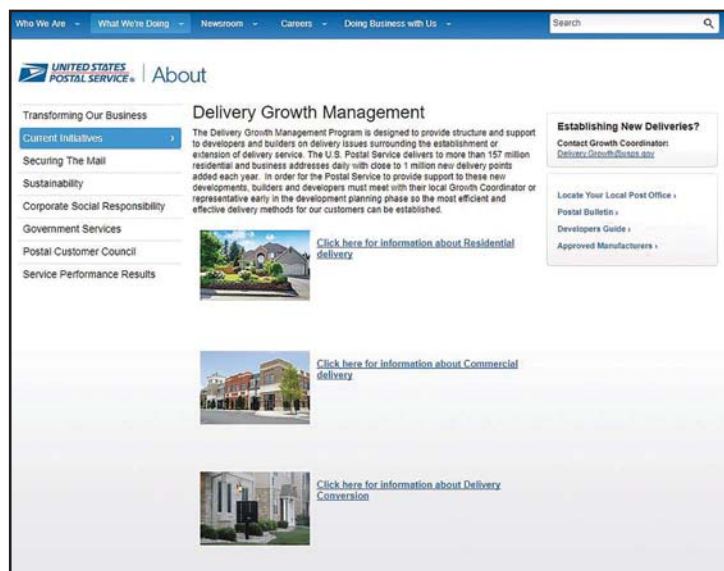 Who We Are What We're Doing Newsroom Careers Doing Business with Us Search
UNITED STATES
POSTAL SERVICE® | About
Transforming Our Business
Current Initiatives ›
Securing The Mail
Sustainability
Corporate Social Responsibility
Government Services
Postal Customer Council
Service Performance Results
Delivery Growth Management
The Delivery Growth Management Program is designed to provide structure and support
to developers and builders on delivery issues surrounding the establishment or
extension of delivery service. The U.S. Postal Service delivers to more than 157 million
residential and business addresses daily with close to 1 million new delivery points
added each year. In order for the Postal Service to provide support to these new
developments, builders and developers must meet with their local Growth Coordinator or
representative early in the development planning phase so the most efficient and
effective delivery methods for our customers can be established.
Click here for information about Residential
delivery
Click here for information about Commercial
delivery
Click here for information about Delivery
Conversion
Establishing New Deliveries?
Contact Growth Coordinator:
Delivery.Growth@usps.gov
Locate Your Local Post Office ›
Postal Bulletin ›
Developers Guide ›
Approved Manufacturers ›